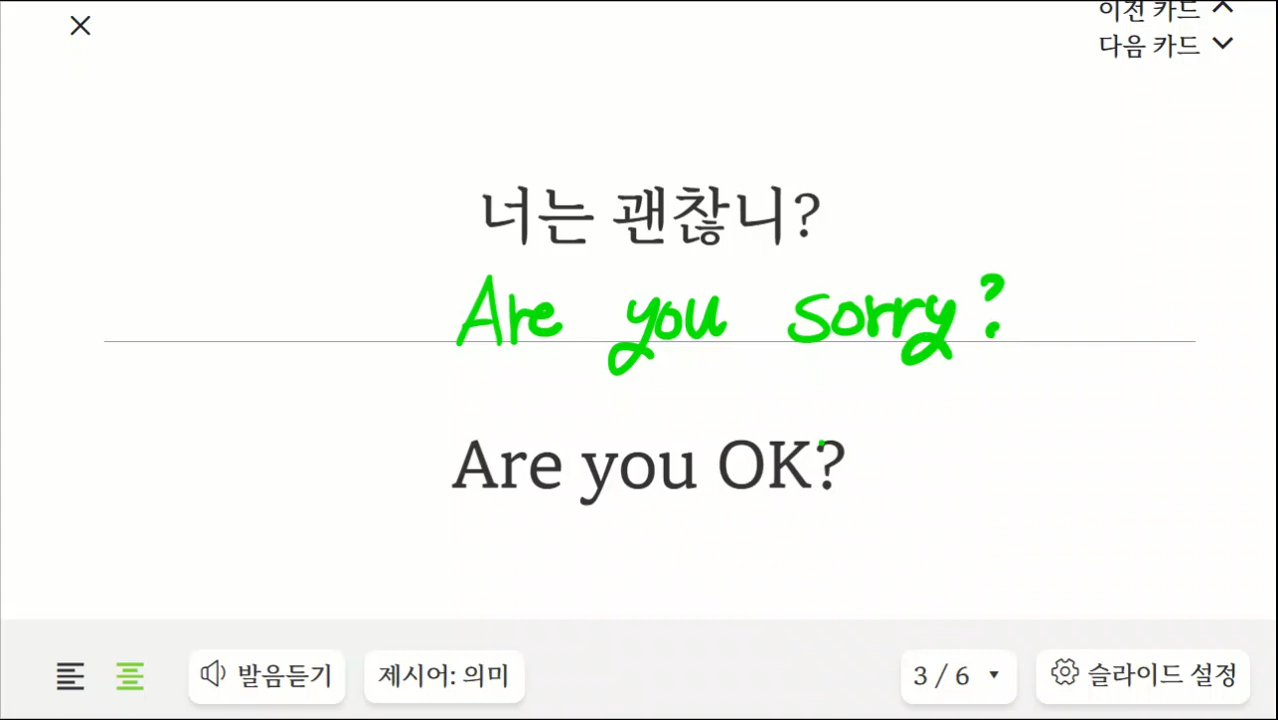 이전 카드
다음 카드
너는 괜찮니?
Are you sorry?
Are you OK?
발음듣기
제시어: 의미
3 / 6
슬라이드 설정